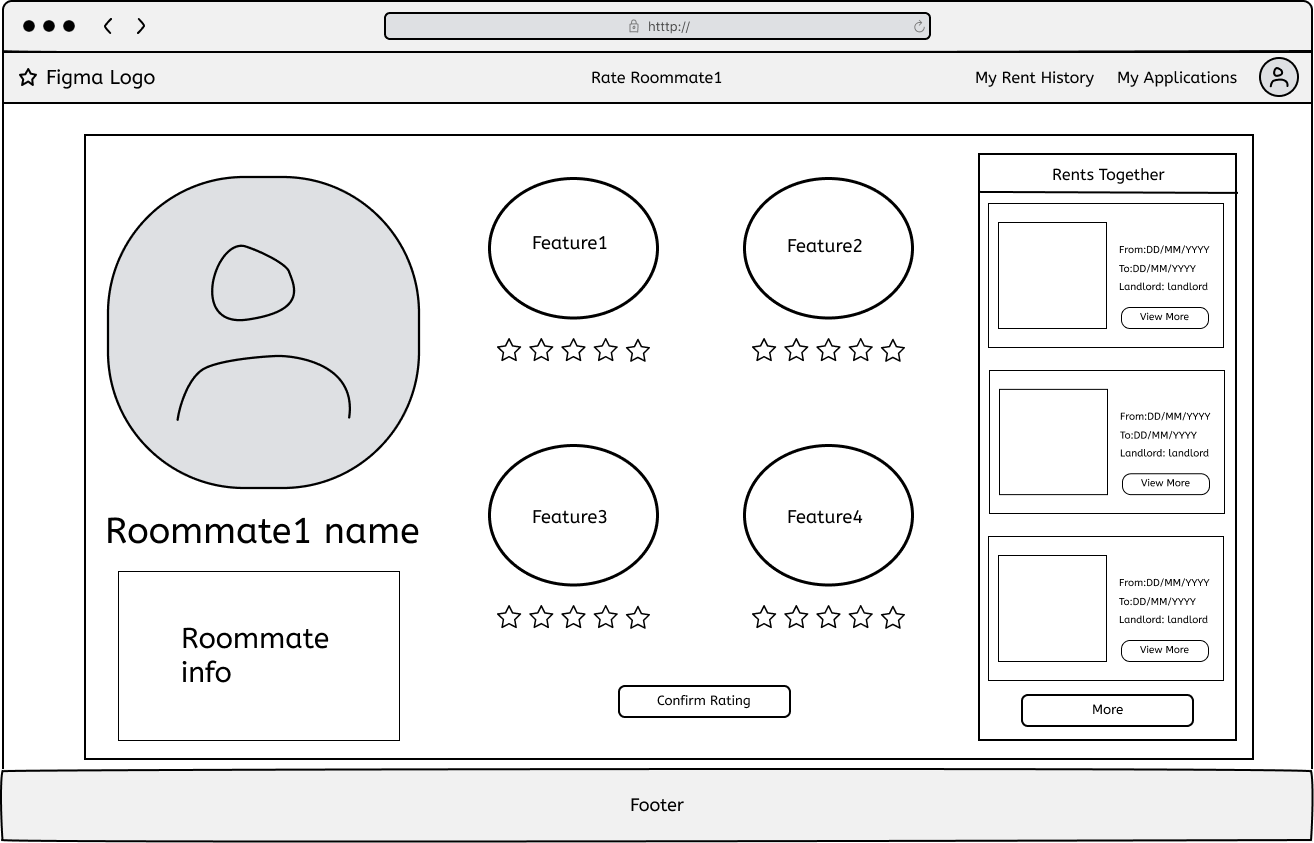 htttp://
Figma Logo
Rate Roommate1
My Rent History
My Applications
Roommate1 name
Roommate
info
Feature1
Feature2
Feature3
Feature4
Confirm Rating
Rents Together
From:DD/MM/YYYY
To:DD/MM/YYYY
Landlord: landlord
View More
From:DD/MM/YYYY
To:DD/MM/YYYY
Landlord: landlord
View More
From:DD/MM/YYYY
To:DD/MM/YYYY
Landlord: landlord
View More
More
Footer